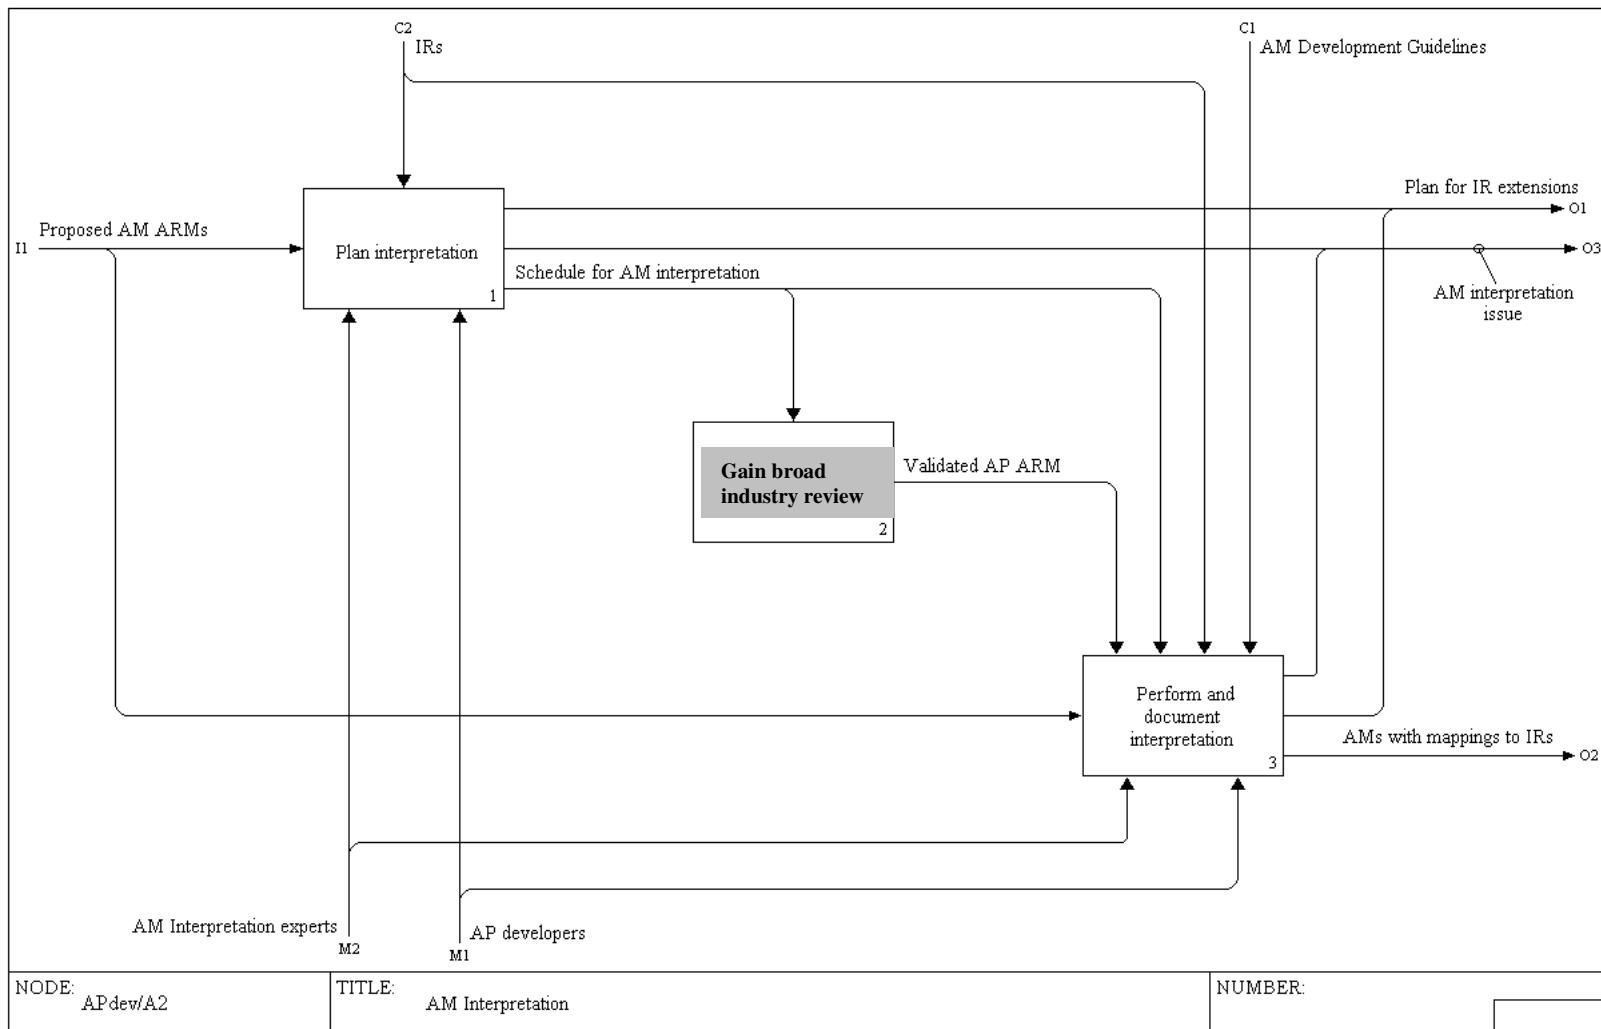 C2
IRs
C1
AM Development Guidelines
Plan for IR extensions
O1
I1
Proposed AM ARMs
Plan interpretation
1
O3
Schedule for AM interpretation
AM interpretation
issue
Gain broad
industry review
2
Validated AP ARM
Perform and
document
interpretation
3
AMs with mappings to IRs
O2
AM Interpretation experts
M2
AP developers
M1
NODE:
APdev/A2
TITLE:
AM Interpretation
NUMBER: